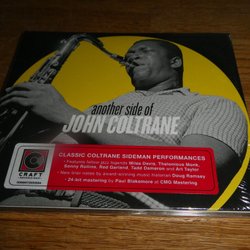 another side of
JOHN COLTRANE
CLASSIC COLTRANE SIDEMAN PERFORMANCES
• Features fellow jazz legends Miles Davis, Thelonious Monk,
Sonny Rollins, Red Garland, Tadd Dameron and Art Taylor
• New liner notes by award-winning music historian Doug Ramsey
• 24-bit mastering by Paul Blakemore at CMG Mastering
CRAFT
RECORDINGS